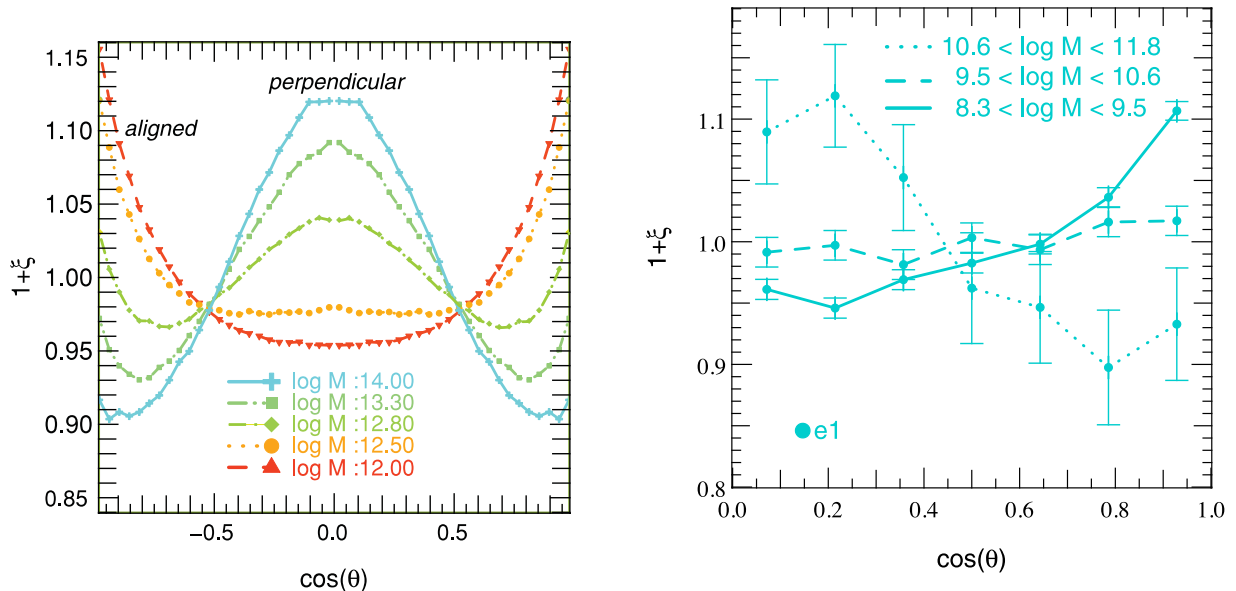 1.15
1.10
1.05
1.00
0.95
0.90
0.85
1+ξ
perpendicular
aligned
log M :14.00
log M :13.30
log M :12.80
log M :12.50
log M :12.00
−0.5 0.0 0.5
cos(θ)
10.6 < log M < 11.8
9.5 < log M < 10.6
8.3 < log M < 9.5
1.1
1.0
0.9
0.8
1+ξ
e1
0.0 0.2 0.4 0.6 0.8 1.0
cos(θ)